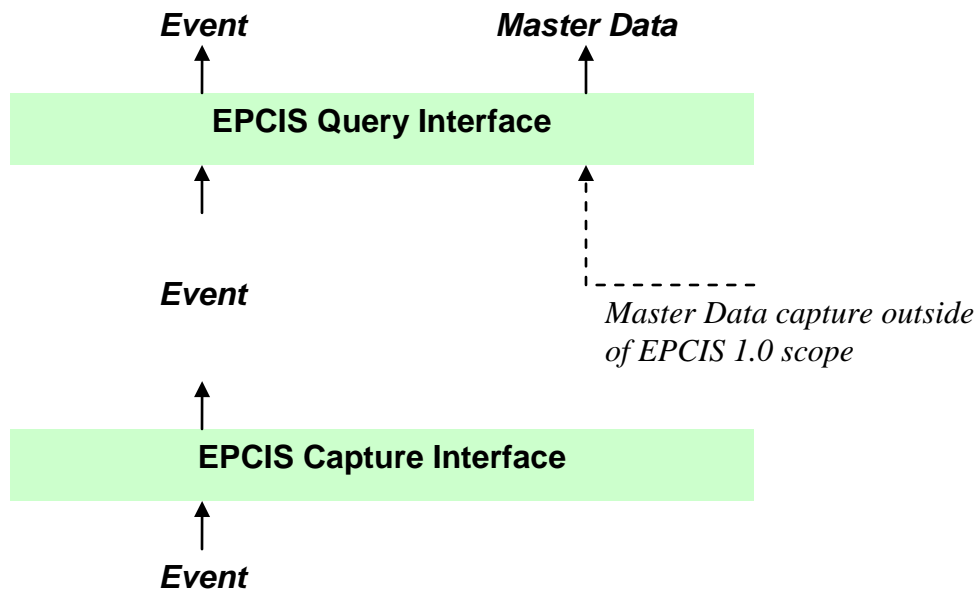 Event
Master Data
EPCIS Query Interface
Event
Master Data capture outside
of EPCIS 1.0 scope
EPCIS Capture Interface
Event